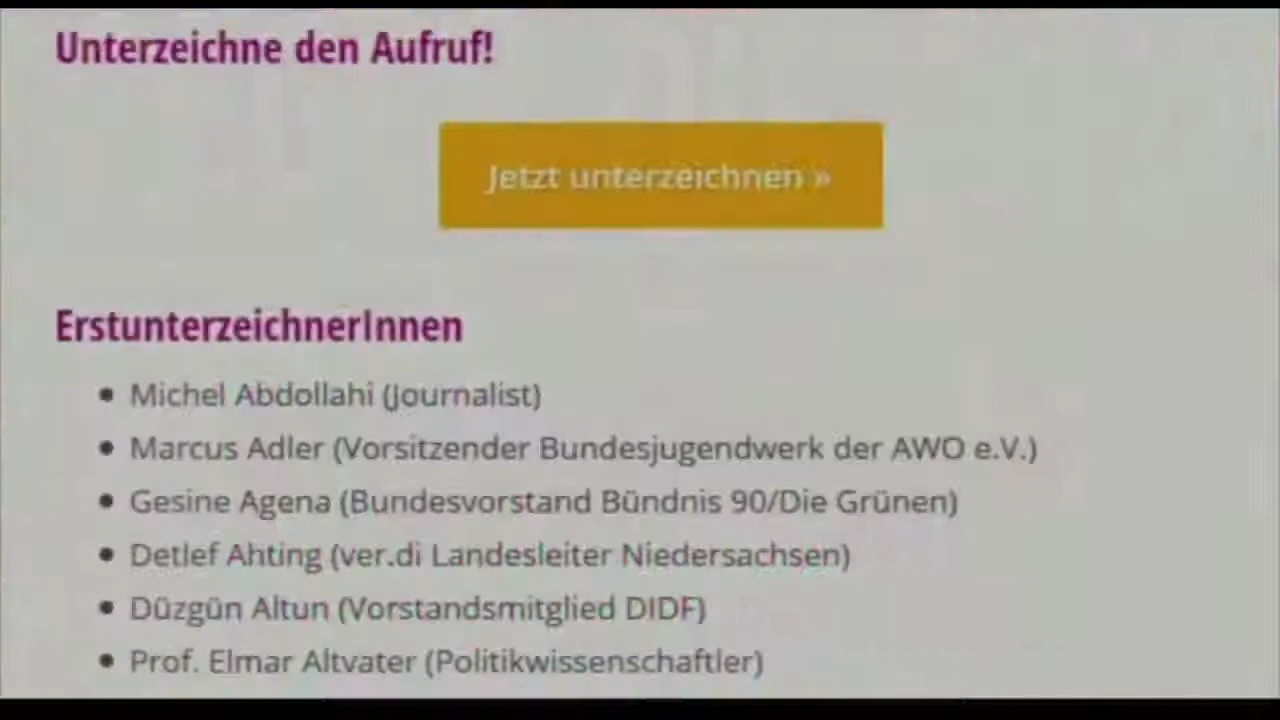 Unterzeichne den Aufruf!
Jetzt unterzeichnen »
ErstunterzeichnerInnen
• Michel Abdollahi (Journalist)
• Marcus Adler (Vorsitzender Bundesjugendwerk der AWO e.V.)
• Gesine Agena (Bundesvorstand Bündnis 90/Die Grünen)
• Detlef Ahting (ver.di Landesleiter Niedersachsen)
• Düzgün Altun (Vorstandsmitglied DIDF)
• Prof. Elmar Altvater (Politikwissenschaftler)